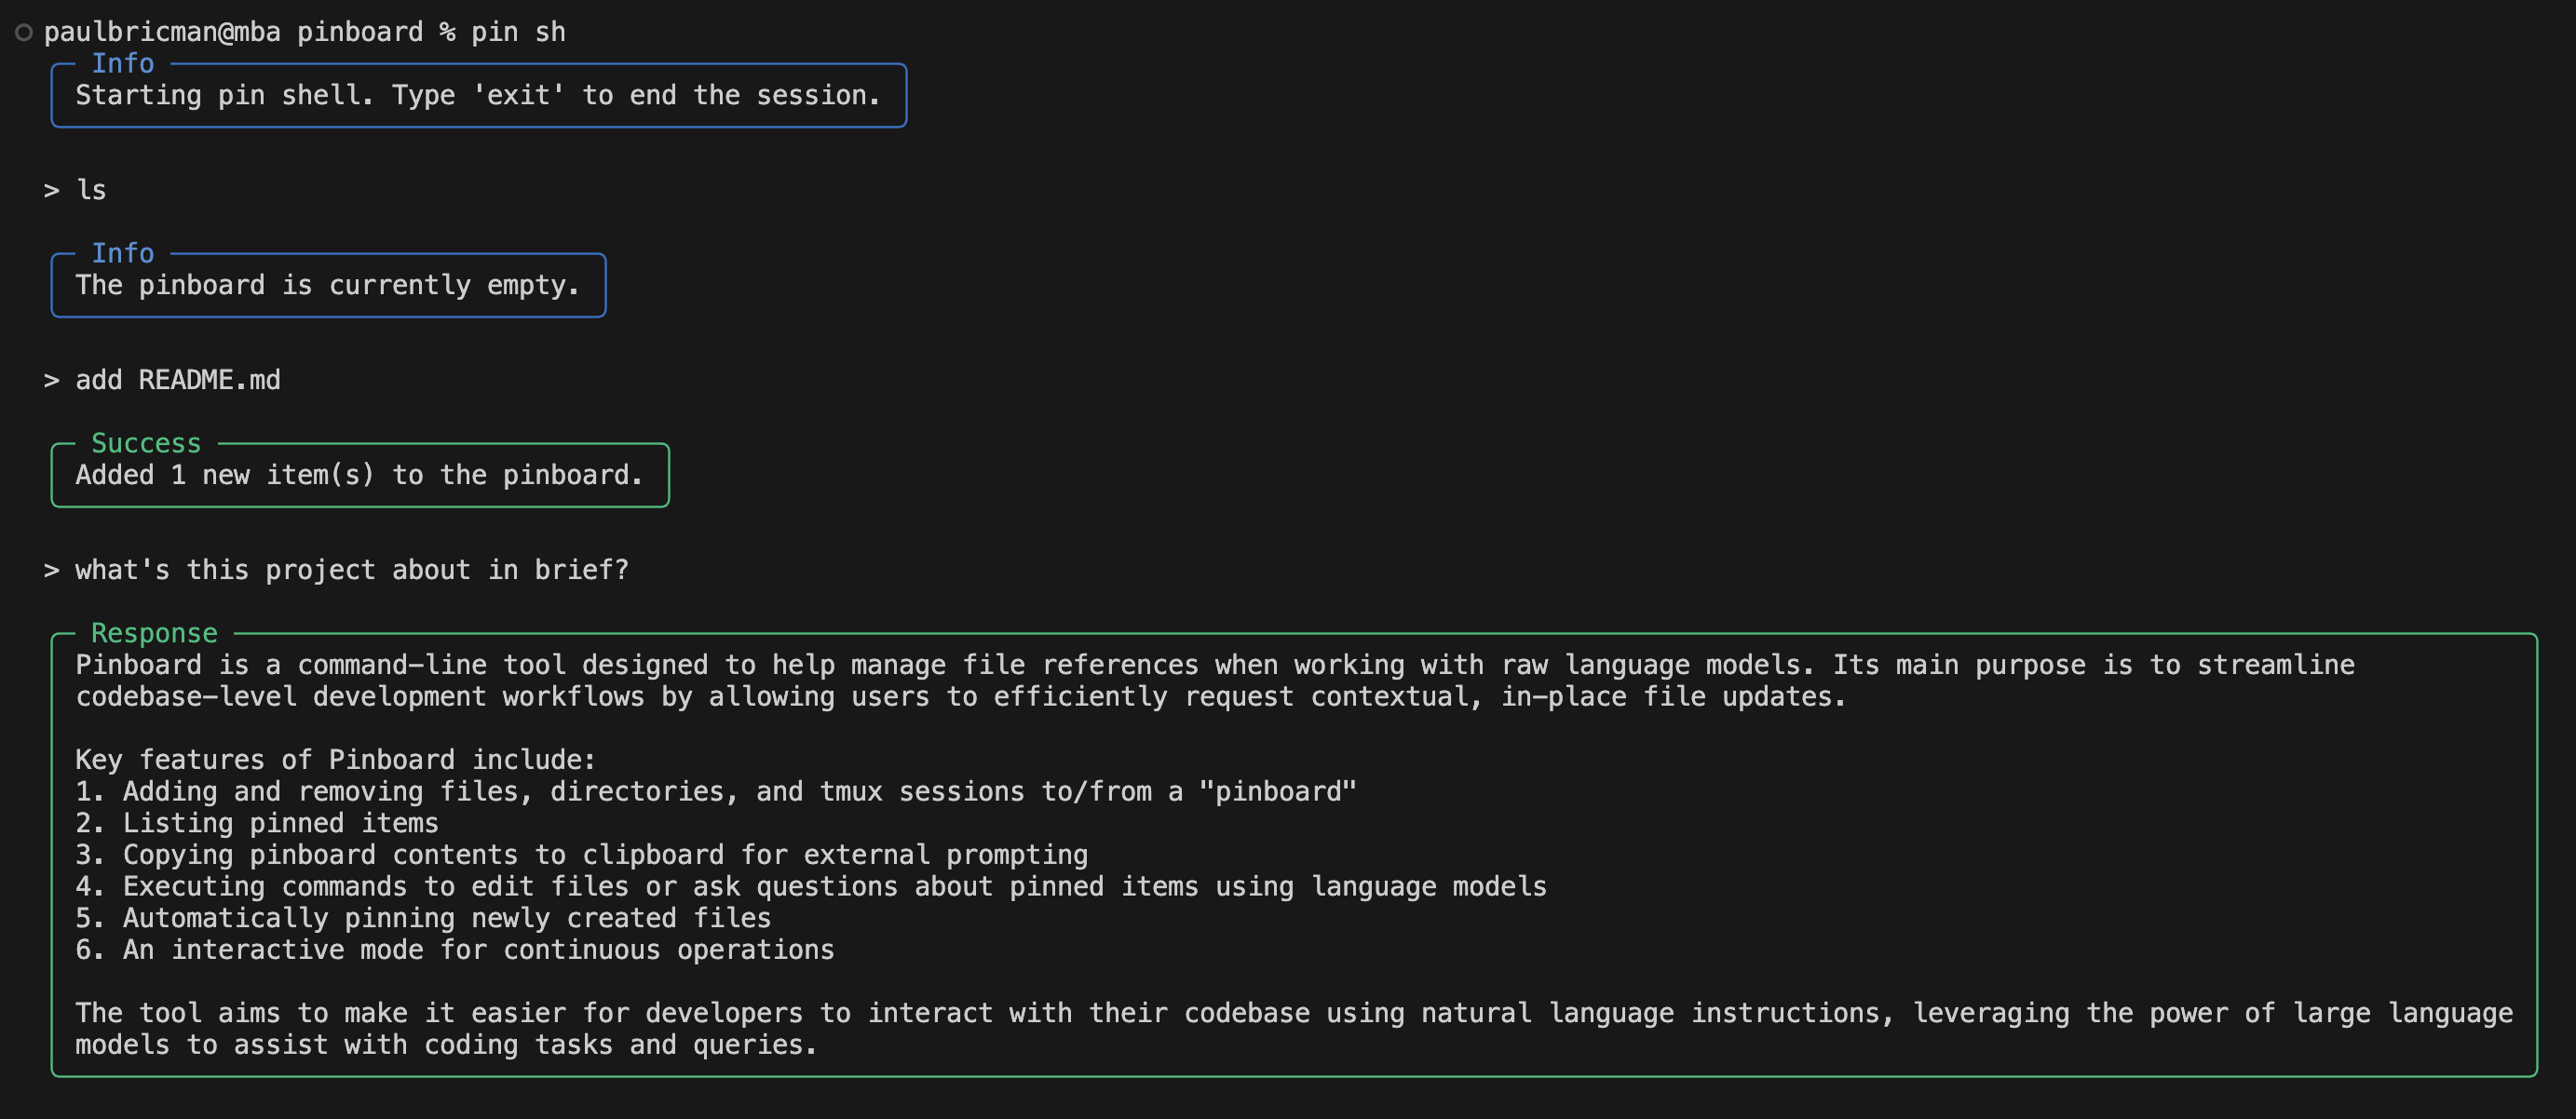 paulbricman@mba pinboard % pin sh
Info
Starting pin shell. Type 'exit' to end the session.
> ls
Info
The pinboard is currently empty.
> add README.md
Success
Added 1 new item(s) to the pinboard.
> what's this project about in brief?
Response
Pinboard is a command-line tool designed to help manage file references when working with raw language models. Its main purpose is to streamline
codebase-level development workflows by allowing users to efficiently request contextual, in-place file updates.
Key features of Pinboard include:
1. Adding and removing files, directories, and tmux sessions to/from a "pinboard"
2. Listing pinned items
3. Copying pinboard contents to clipboard for external prompting
4. Executing commands to edit files or ask questions about pinned items using language models
5. Automatically pinning newly created files
6. An interactive mode for continuous operations
The tool aims to make it easier for developers to interact with their codebase using natural language instructions, leveraging the power of large language
models to assist with coding tasks and queries.